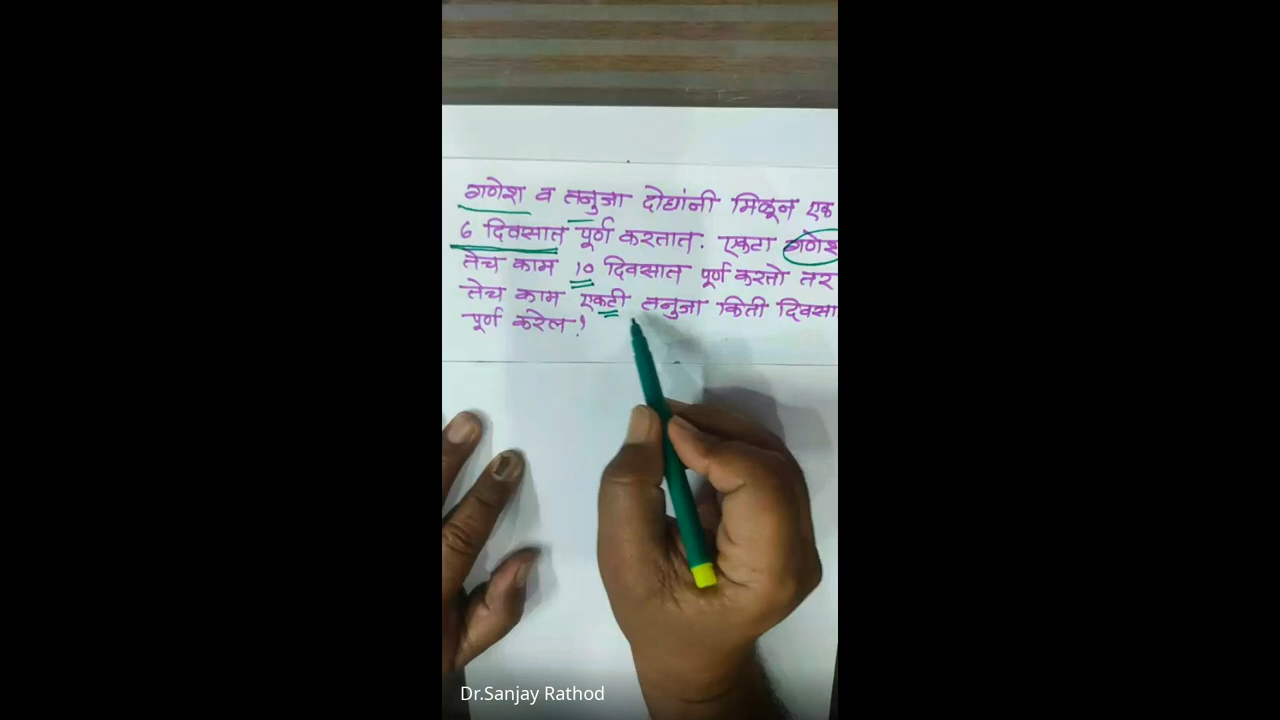 गणेश व तनुजा दोघांनी मिळून एक
6 दिवसात पूर्ण करतात. एकटा गणेश
तेच काम 10 दिवसात पूर्ण करतो तर
तेच काम एकटी तनुजा किती दिवसा
पूर्ण करेल?
Dr.Sanjay Rathod